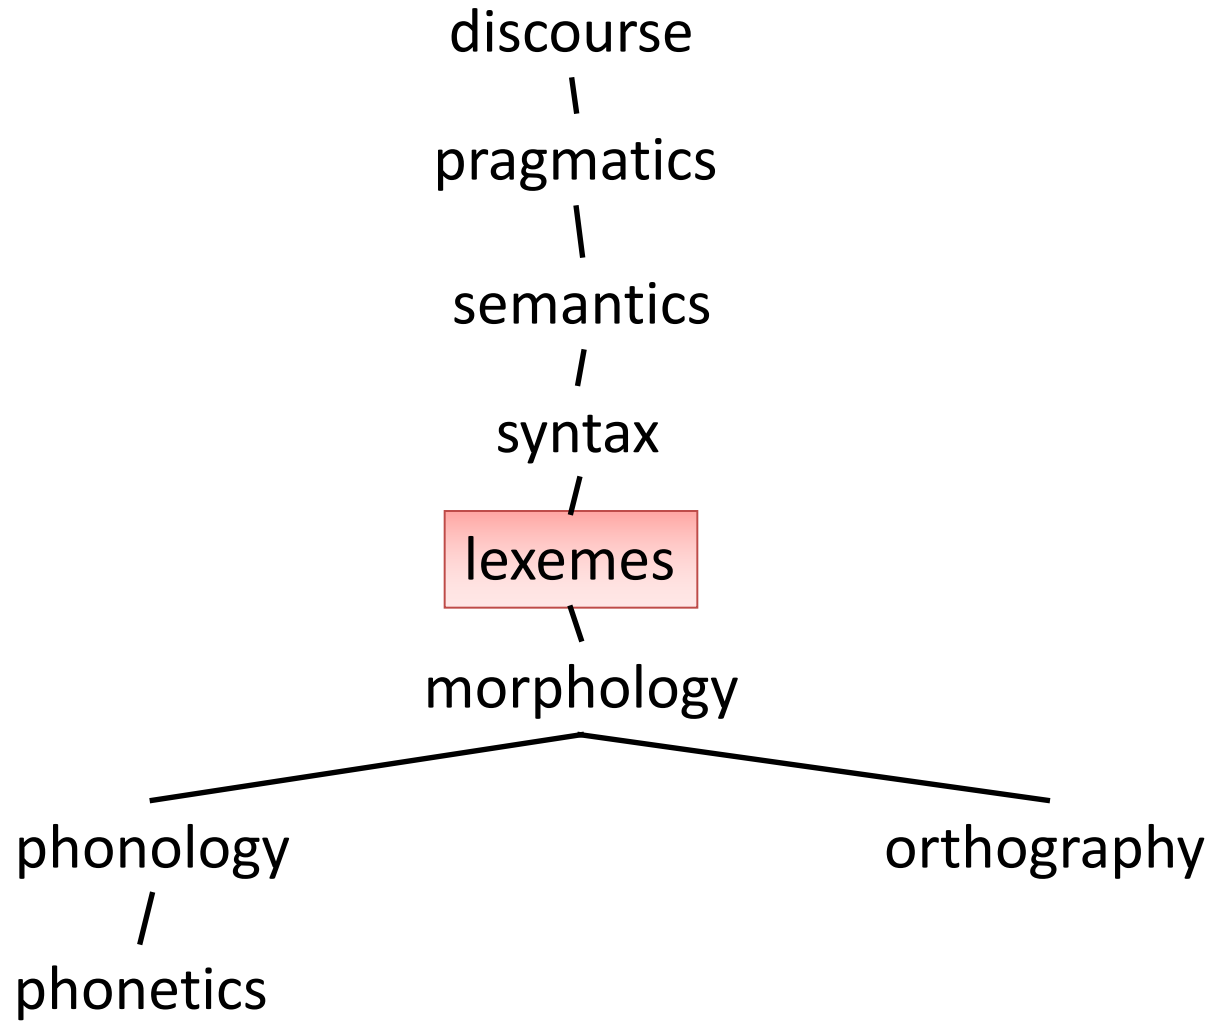 discourse
pragmatics
semantics
syntax
lexemes
morphology
phonology
orthography
phonetics